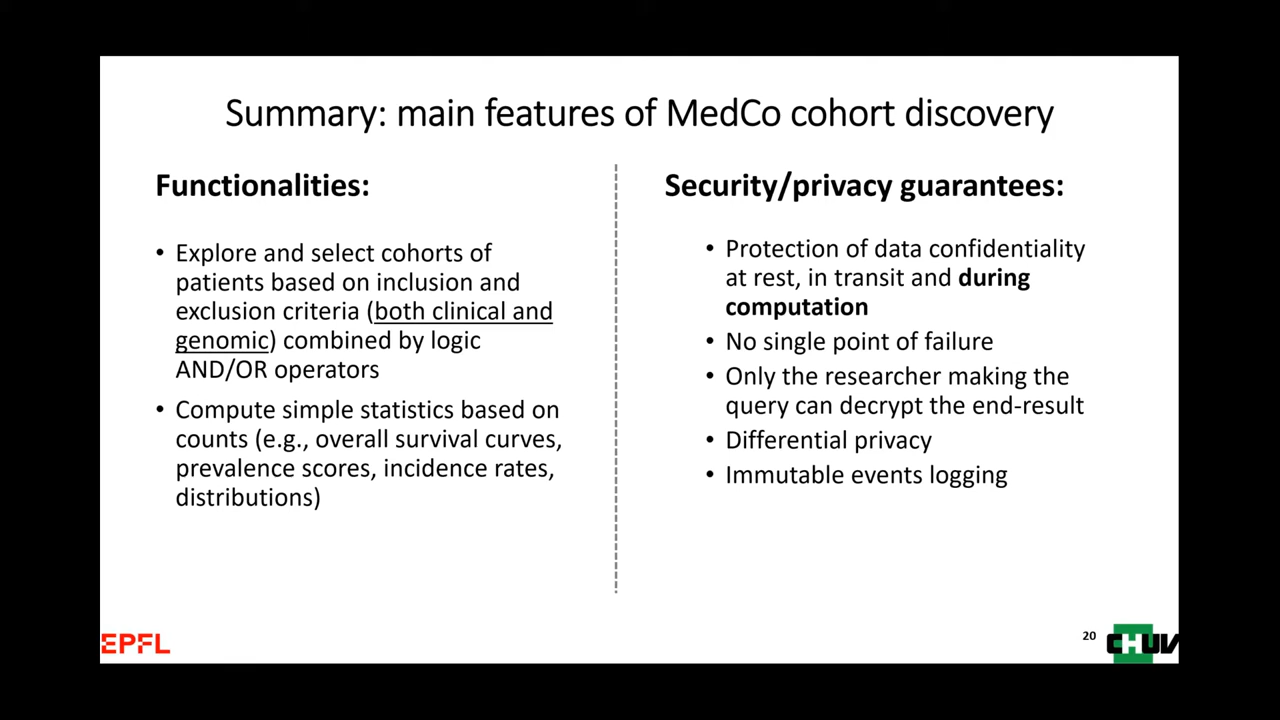 Summary: main features of MedCo cohort discovery
Functionalities:
• Explore and select cohorts of
patients based on inclusion and
exclusion criteria (both clinical and
genomic) combined by logic
AND/OR operators
• Compute simple statistics based on
counts (e.g., overall survival curves,
prevalence scores, incidence rates,
distributions)
Security/privacy guarantees:
• Protection of data confidentiality
at rest, in transit and during
computation
• No single point of failure
• Only the researcher making the
query can decrypt the end-result
• Differential privacy
• Immutable events logging
EPFL
20
CHUV